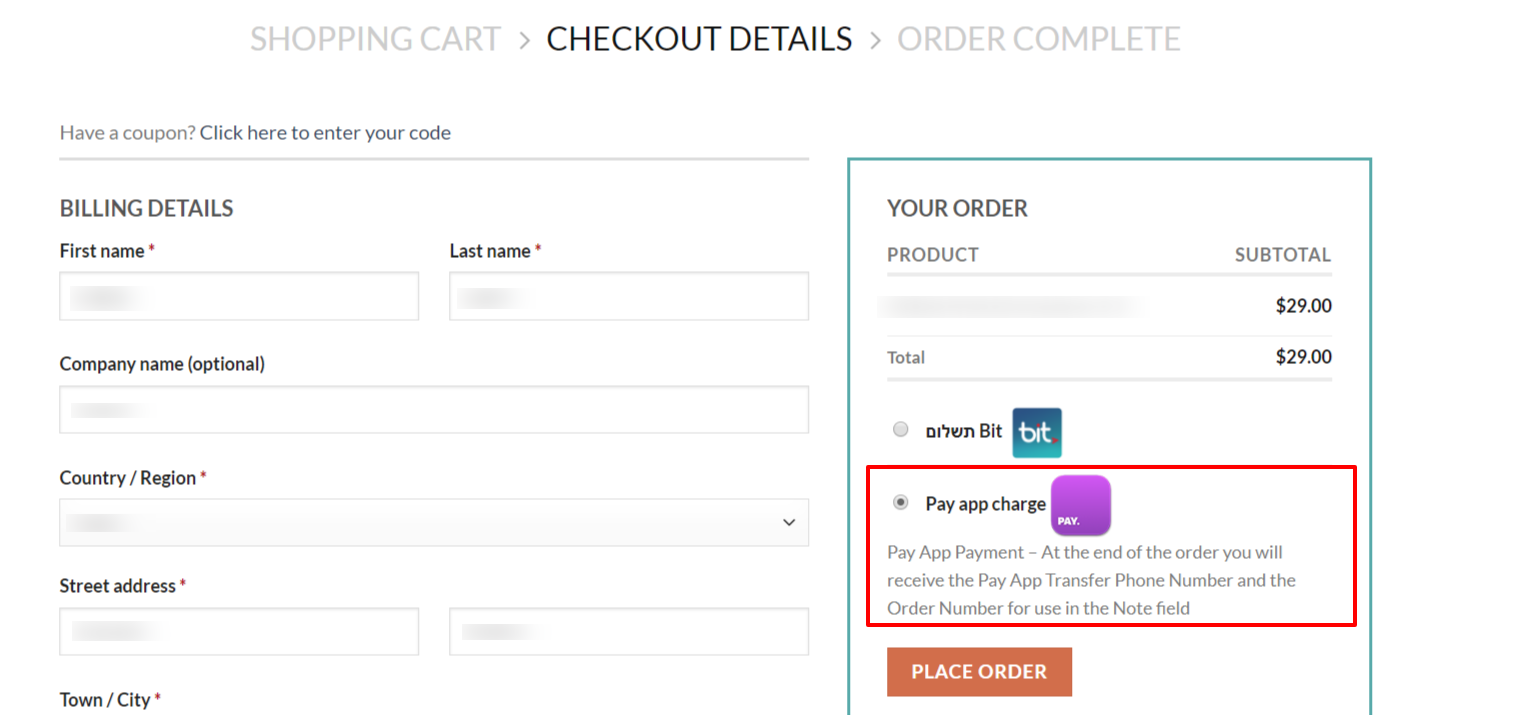 SHOPPING CART > CHECKOUT DETAILS > ORDER COMPLETE
Have a coupon? Click here to enter your code
BILLING DETAILS
First name *
Last name *
Company name (optional)
Country / Region *
Street address *
Town / City *
YOUR ORDER
PRODUCT SUBTOTAL
$29.00
Total $29.00
תשלום Bit
bit.
Pay app charge
PAY.
Pay App Payment – At the end of the order you will
receive the Pay App Transfer Phone Number and the
Order Number for use in the Note field
PLACE ORDER